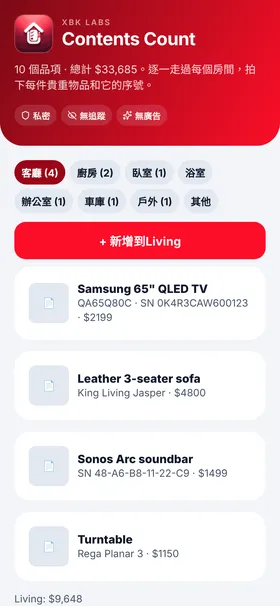 XBK LABS
Contents Count
10 個品項 · 總計 $33,685。逐一走過每個房間，拍
下每件貴重物品和它的序號。
私密 無追蹤 無廣告
客廳 (4) 廚房 (2) 臥室 (1) 浴室
辦公室 (1) 車庫 (1) 戶外 (1) 其他
+ 新增到Living
Samsung 65" QLED TV
QA65Q80C · SN 0K4R3CAW600123
· $2199
Leather 3-seater sofa
King Living Jasper · $4800
Sonos Arc soundbar
SN 48-A6-B8-11-22-C9 · $1499
Turntable
Rega Planar 3 · $1150
Living: $9,648